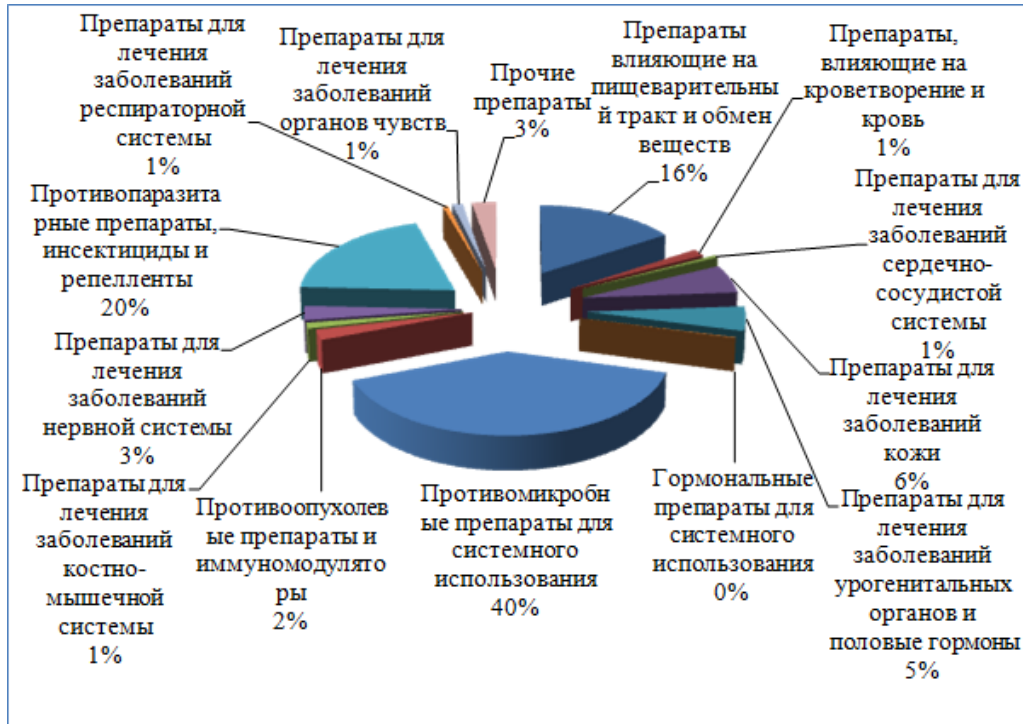 Препараты для
лечения
заболеваний
респираторной
системы
1%
Препараты для
лечения
заболеваний
органов чувств
1%
Прочие
препараты
3%
Препараты
влияющие на
пищеварительны
й тракт и обмен
веществ
16%
Препараты,
влияющие на
кроветворение и
кровь
1%
Препараты для
лечения
заболеваний
сердечно-
сосудистой
системы
1%
Препараты для
лечения
заболеваний
кожи
6%
Препараты для
лечения
заболеваний
урогенитальных
органов и
половые гормоны
5%
Гормональные
препараты для
системного
использования
0%
Противомикробн
ые препараты для
системного
использования
40%
Противоопухолев
ые препараты и
иммуномодулято
ры
2%
Препараты для
лечения
заболеваний
костно-
мышечной
системы
1%
Препараты для
лечения
заболеваний
нервной системы
3%
Противопаразита
рные препараты,
инсектициды и
репелленты
20%